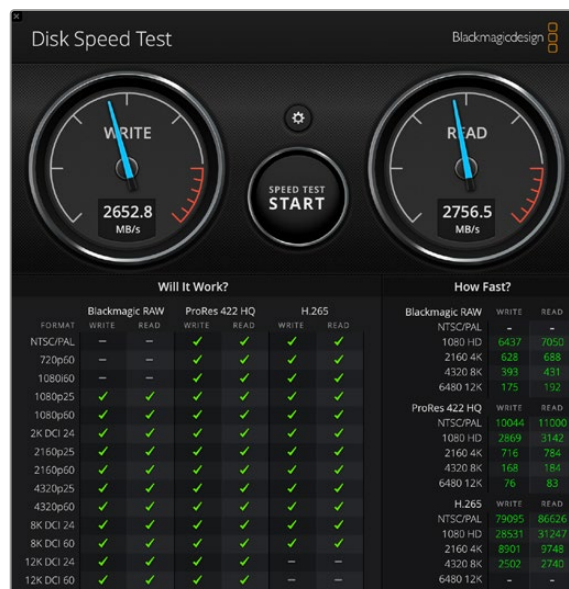 Disk Speed Test
Blackmagicdesign
WRITE
2652.8
MB/s
SPEED TEST
START
READ
2756.5
MB/s
Will It Work?
Blackmagic RAW ProRes 422 HQ H.265
FORMAT WRITE READ WRITE READ WRITE READ
NTSC/PAL – – ✓ ✓ ✓ ✓
720p60 – – ✓ ✓ ✓ ✓
1080i60 – – ✓ ✓ ✓ ✓
1080p25 ✓ ✓ ✓ ✓ ✓ ✓
1080p60 ✓ ✓ ✓ ✓ ✓ ✓
2K DCI 24 ✓ ✓ ✓ ✓ ✓ ✓
2160p25 ✓ ✓ ✓ ✓ ✓ ✓
2160p60 ✓ ✓ ✓ ✓ ✓ ✓
4320p25 ✓ ✓ ✓ ✓ ✓ ✓
4320p60 ✓ ✓ ✓ ✓ ✓ ✓
8K DCI 24 ✓ ✓ ✓ ✓ ✓ ✓
8K DCI 60 ✓ ✓ ✓ ✓ ✓ ✓
12K DCI 24 ✓ ✓ ✓ ✓ – –
12K DCI 60 ✓ ✓ ✓ ✓ – –
How Fast?
Blackmagic RAW WRITE READ
NTSC/PAL – –
1080 HD 6437 7050
2160 4K 628 688
4320 8K 393 431
6480 12K 175 192
ProRes 422 HQ WRITE READ
NTSC/PAL 10044 11000
1080 HD 2869 3142
2160 4K 716 784
4320 8K 168 184
6480 12K 76 83
H.265 WRITE READ
NTSC/PAL 79095 86626
1080 HD 28531 31247
2160 4K 8901 9748
4320 8K 2502 2740
6480 12K – –